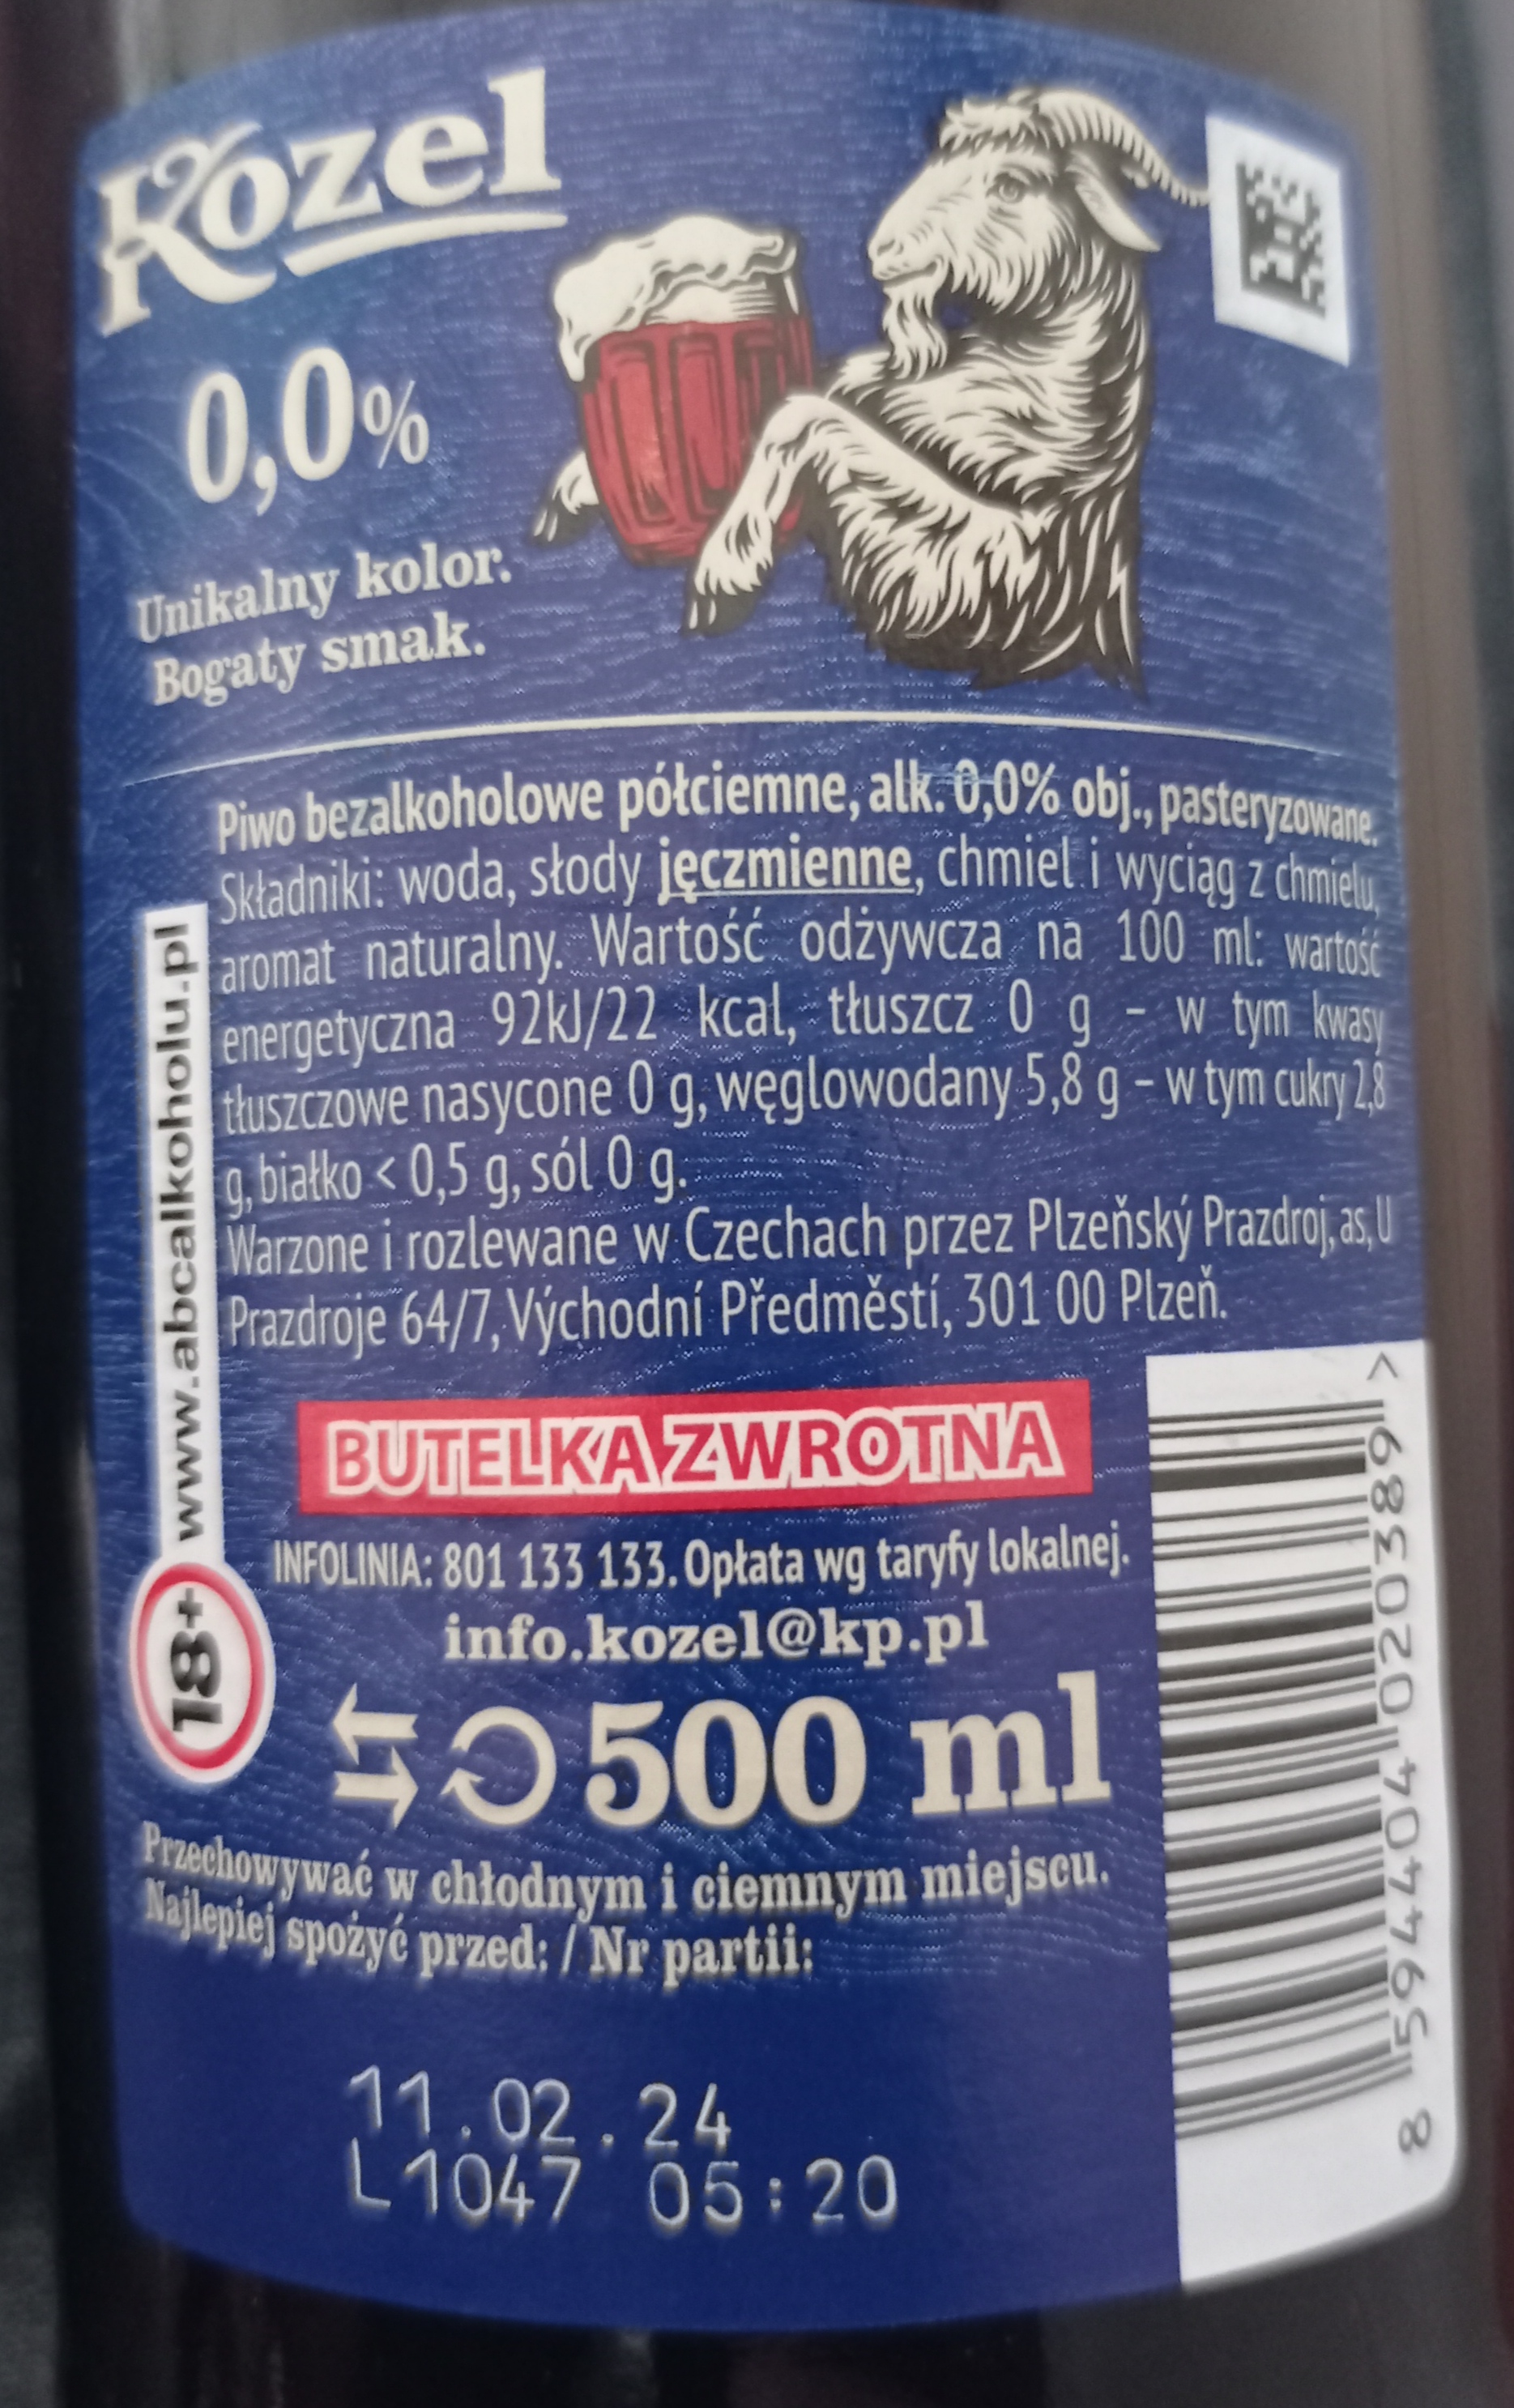 Kozel
0,0%
Unikalny kolor.
Bogaty smak.
Piwo bezalkoholowe półciemne, alk. 0,0% obj., pasteryzowane.
Składniki: woda, słody jęczmienne, chmiel i wyciąg z chmielu,
aromat naturalny. Wartość odżywcza na 100 ml: wartość
energetyczna 92kJ/22 kcal, tłuszcz 0 g – w tym kwasy
tłuszczowe nasycone 0 g, węglowodany 5,8 g – w tym cukry 2,8
g, białko < 0,5 g, sól 0 g.
Warzone i rozlewane w Czechach przez Plzeňský Prazdroj, as, U
Prazdroje 64/7, Východní Předměstí, 301 00 Plzeň.
www.abcalkoholu.pl
18+
BUTELKA ZWROTNA
INFOLINIA: 801 133 133. Opłata wg taryfy lokalnej.
info.kozel@kp.pl
500 ml
Przechowywać w chłodnym i ciemnym miejscu.
Najlepiej spożyć przed: / Nr partii:
11.02.24
L1047 05:20
8 594404 020389 >